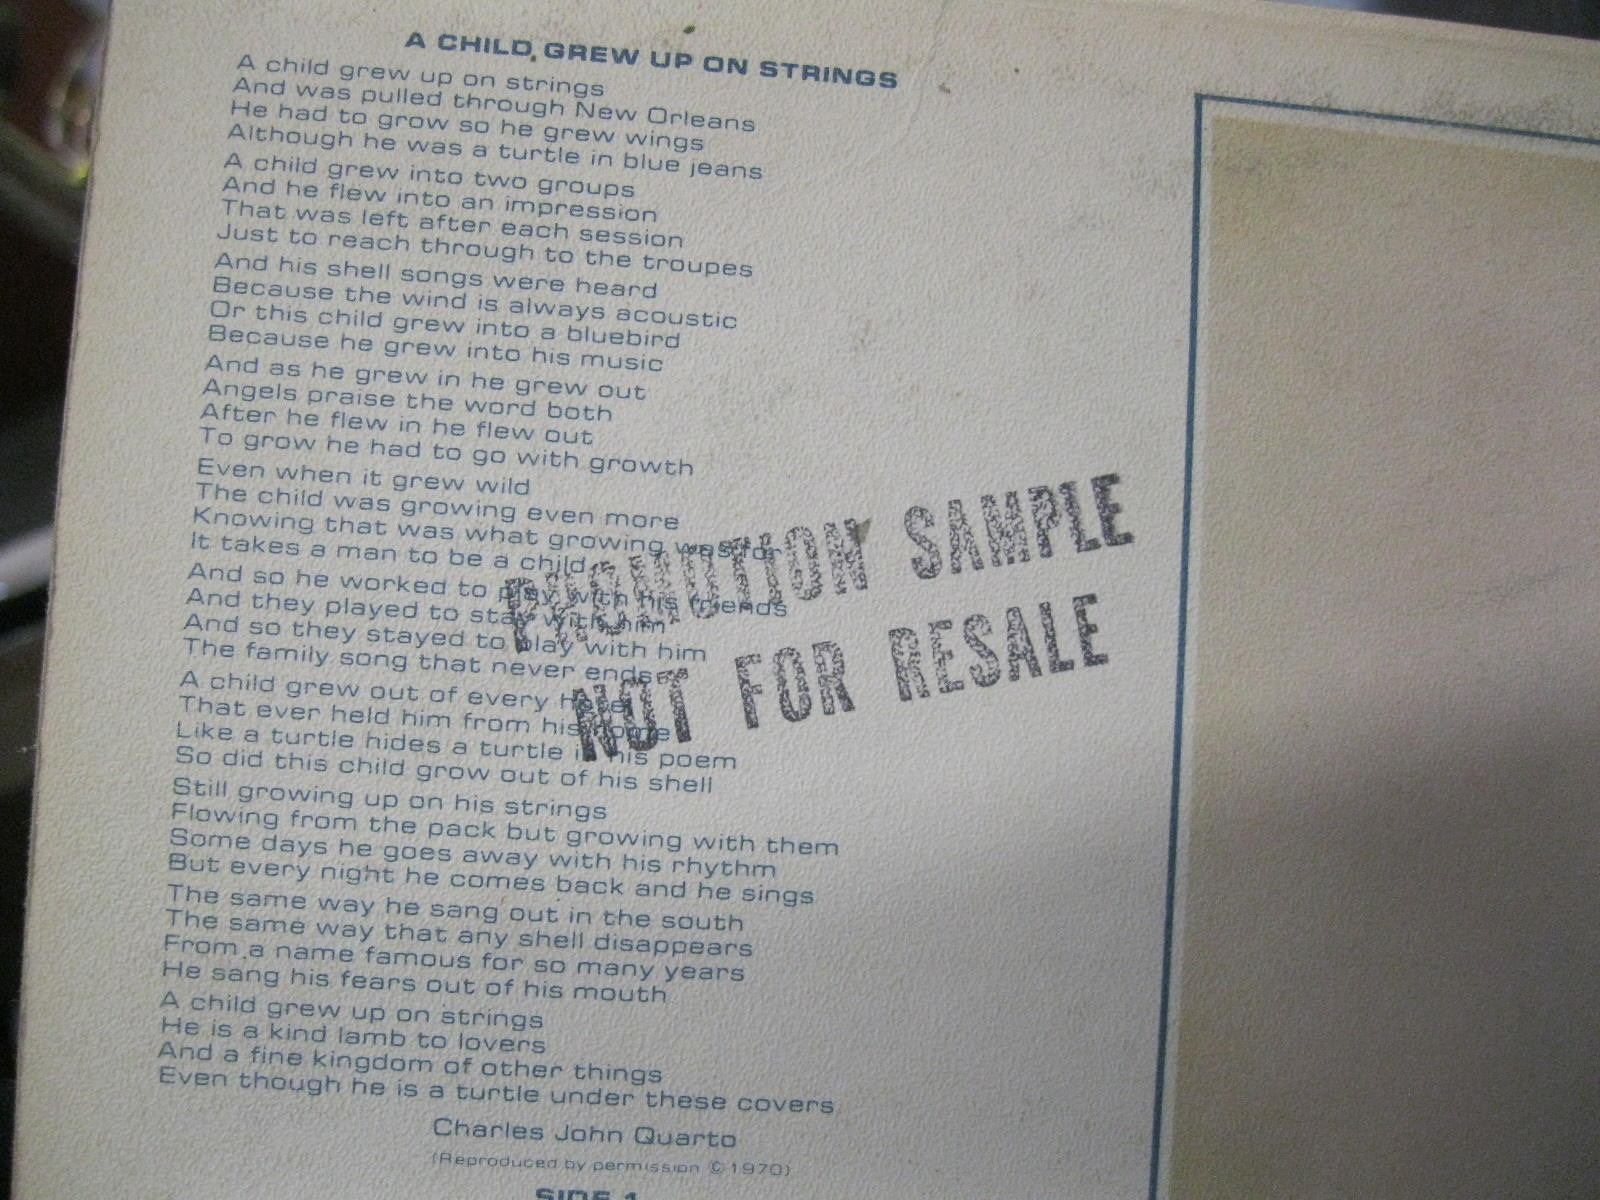 A CHILD GREW UP ON STRINGS
A child grew up on strings
And was pulled through New Orleans
He had to grow so he grew wings
Although he was a turtle in blue jeans
A child grew into two groups
And he flew into an impression
That was left after each session
Just to reach through to the troupes
And his shell songs were heard
Because the wind is always acoustic
Or this child grew into a bluebird
Because he grew into his music
And as he grew in he grew out
Angels praise the word both
After he flew in he flew out
To grow he had to go with growth
Even when it grew wild
The child was growing even more
Knowing that was what growing was for
It takes a man to be a child
And so he worked to play with his friends
And they played to stay with him
And so they stayed to play with him
The family song that never ends
A child grew out of every
That ever held him from his home
Like a turtle hides a turtle in his poem
So did this child grow out of his shell
Still growing up on his strings
Flowing from the pack but growing with them
Some days he goes away with his rhythm
But every night he comes back and he sings
The same way he sang out in the south
The same way that any shell disappears
From a name famous for so many years
He sang his fears out of his mouth
A child grew up on strings
He is a kind lamb to lovers
And a fine kingdom of other things
Even though he is a turtle under these covers
Charles John Quarto
(Reproduced by permission © 1970)
SIDE 1
PROMOTION SAMPLE
NOT FOR RESALE